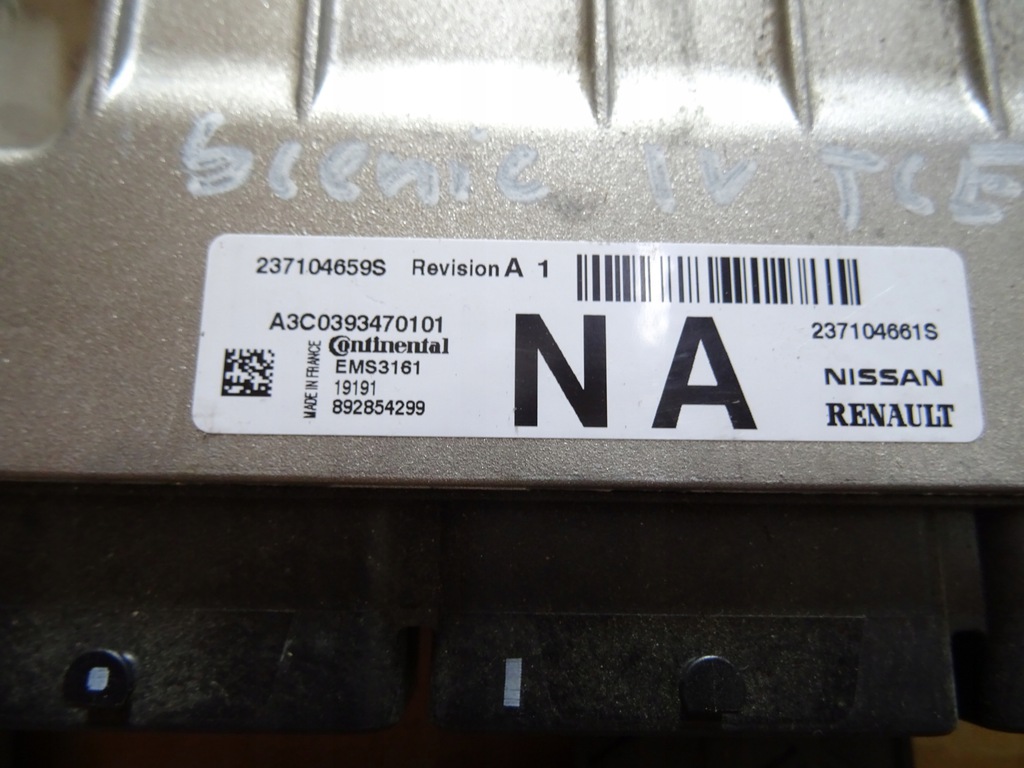 Scenic IV TCE
237104659S Revision A 1
A3C0393470101
NA
237104661S
MADE IN FRANCE
Continental
EMS3161
19191
892854299
NISSAN
RENAULT